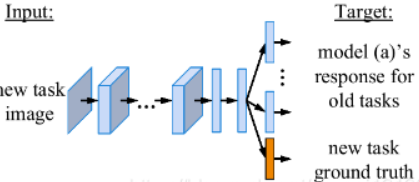 Input:
Target:
new task
image
...
...
model (a)'s
response for
old tasks
new task
ground truth